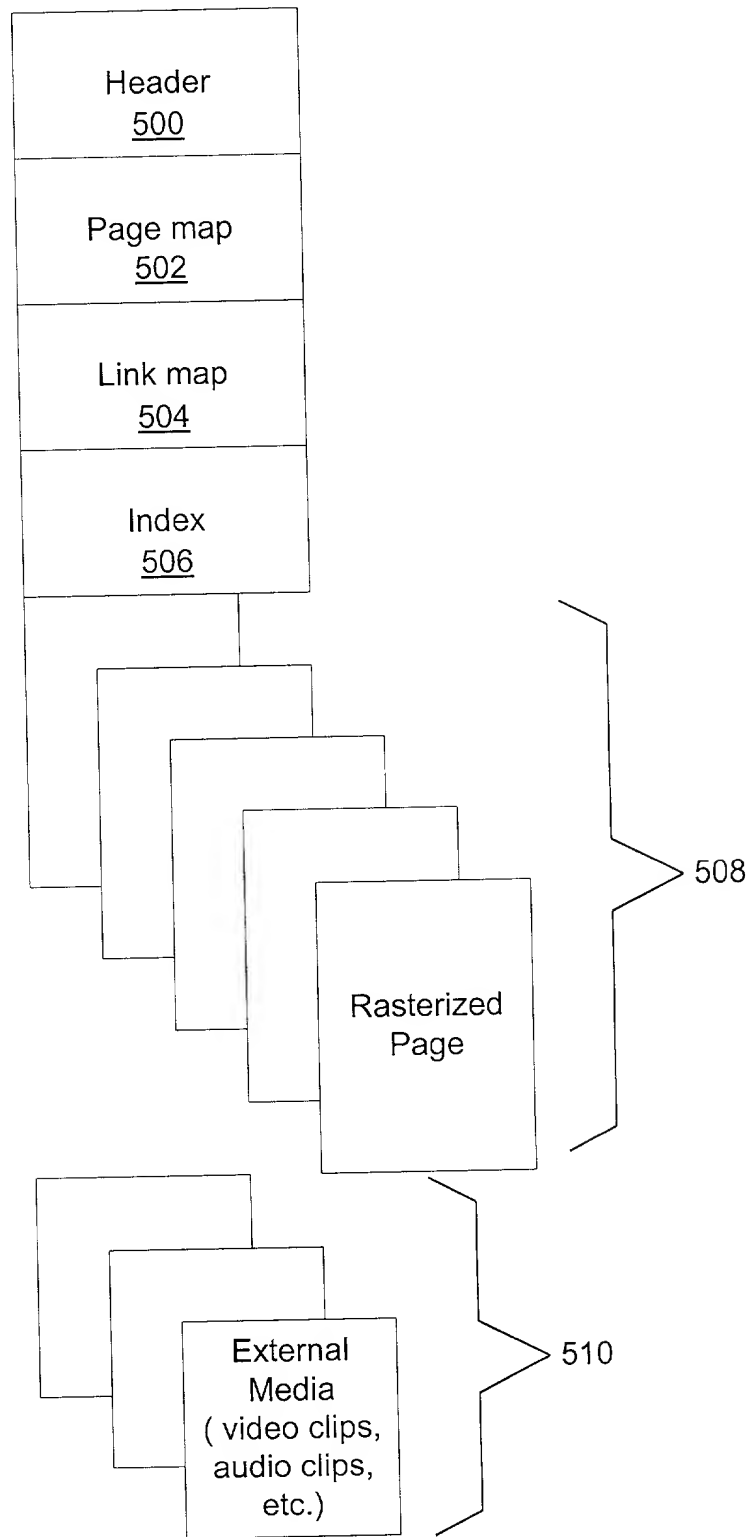 Header
500
Page map
502
Link map
504
Index
506
508
Rasterized
Page
510
External
Media
( video clips,
audio clips,
etc.)